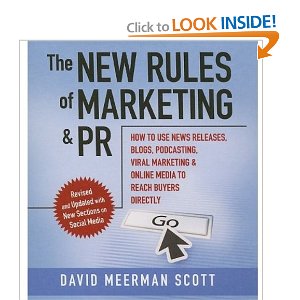 Click to LOOK INSIDE!
The NEW RULES
of MARKETING
& PR
HOW TO USE NEWS RELEASES,
BLOGS, PODCASTING,
VIRAL MARKETING &
ONLINE MEDIA TO
REACH BUYERS
DIRECTLY
Revised
and Updated with
New Sections on
Social Media
Go
DAVID MEERMAN SCOTT